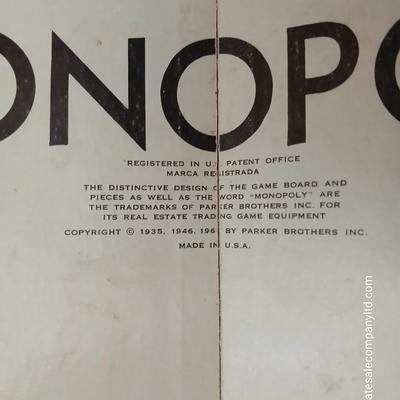 ONOPO
REGISTERED IN U.S. PATENT OFFICE
MARCA REGISTRADA
THE DISTINCTIVE DESIGN OF THE GAME BOARD AND
PIECES AS WELL AS THE WORD "MONOPOLY" ARE
THE TRADEMARKS OF PARKER BROTHERS INC. FOR
ITS REAL ESTATE TRADING GAME EQUIPMENT
COPYRIGHT © 1935, 1946, 196 BY PARKER BROTHERS INC.
MADE IN U.S.A.
atesalecompanyltd.com